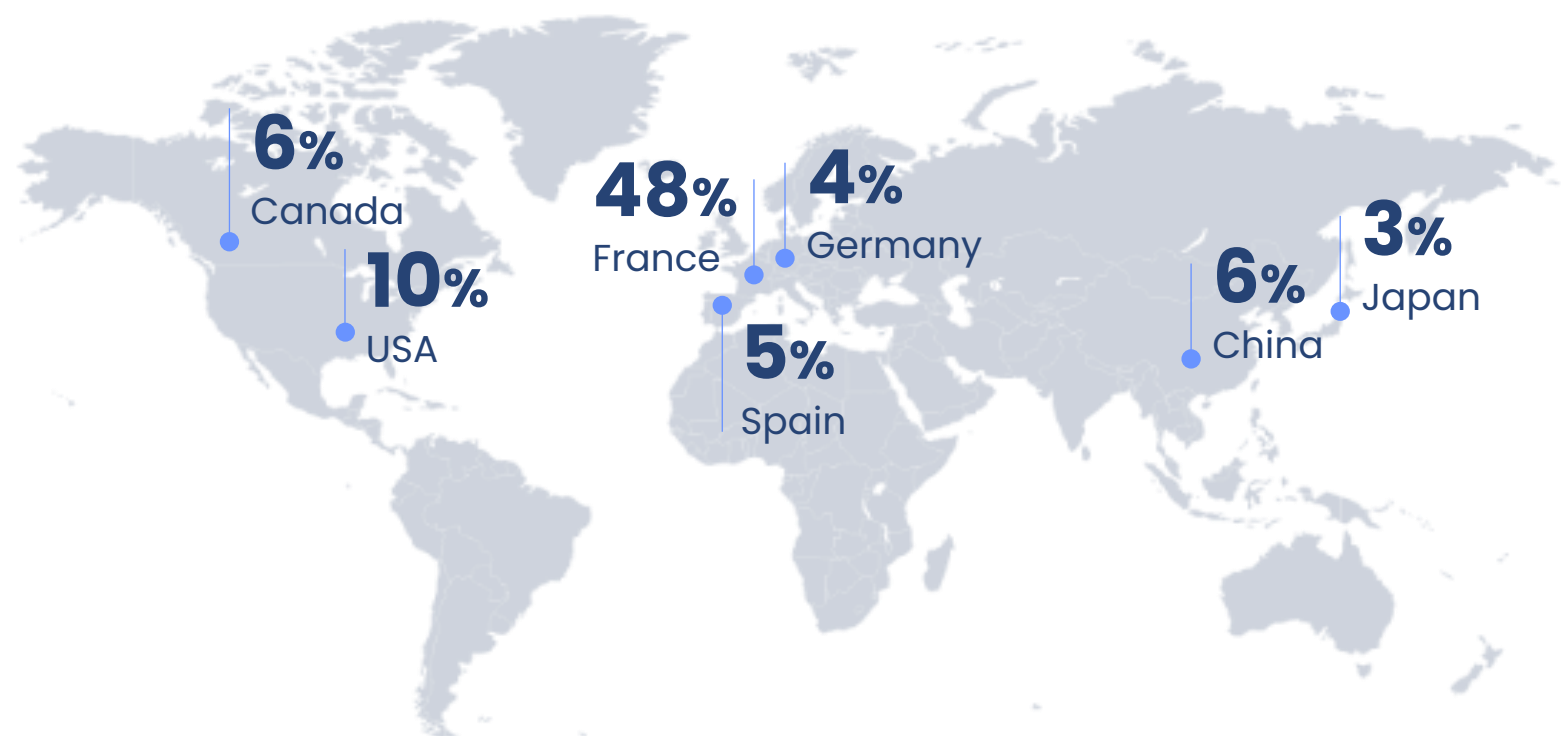 6%
Canada
10%
USA
48%
France
4%
Germany
5%
Spain
6%
China
3%
Japan